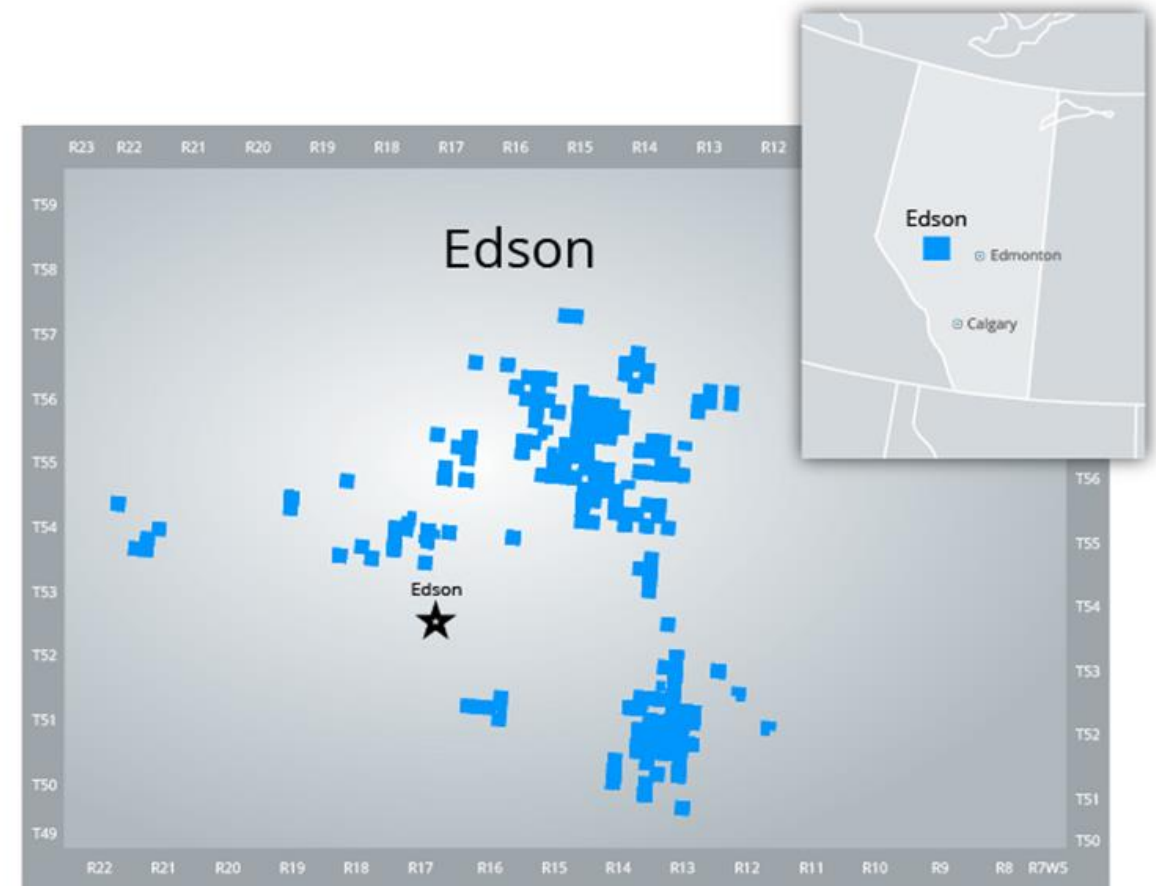 R23 R22 R21 R20 R19 R18 R17 R16 R15 R14 R13 R12
Edson
Edmonton
Calgary
T59
T58
T57
T56
T55
T54
T53
T52
T51
T50
T49
Edson
Edson
T56
T55
T54
T53
T52
T51
T50
R22 R21 R20 R19 R18 R17 R16 R15 R14 R13 R12 R11 R10 R9 R8 R7W5